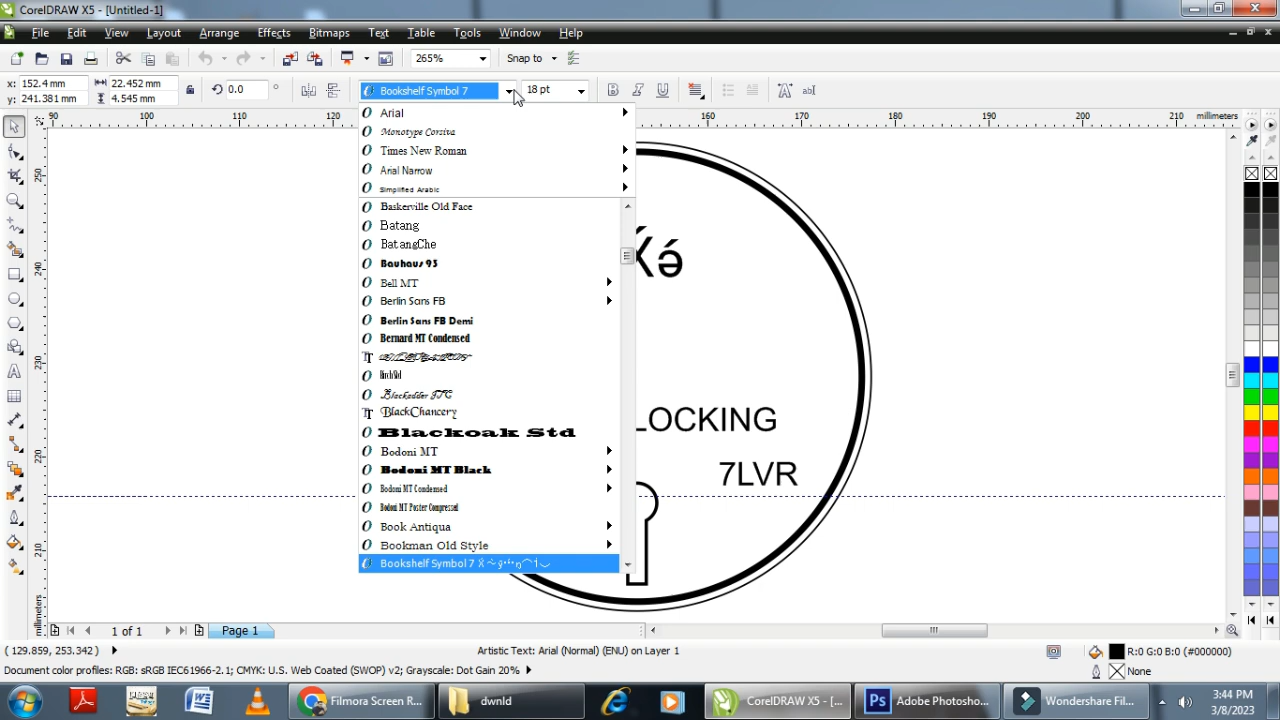 CorelDRAW X5 - [Untitled-1]
File Edit View Layout Arrange Effects Bitmaps Text Table Tools Window Help
265% Snap to
x: 152.4 mm 22.452 mm 0.0 ° Bookshelf Symbol 7 18 pt
y: 241.381 mm 4.545 mm
90 100 110 120 160 170 180 190 200 210 millimeters
Arial
Monotype Corsiva
Times New Roman
Arial Narrow
Simplified Arabic
Baskerville Old Face
Batang
BatangChe
Bauhaus 93
Bell MT
Berlin Sans FB
Berlin Sans FB Demi
Bernard MT Condensed
Blackadder ITC
BlackChancery
Blackoak Std
Bodoni MT
Bodoni MT Black
Bodoni MT Condensed
Bodoni MT Poster Compressed
Book Antiqua
Bookman Old Style
Bookshelf Symbol 7
250
240
230
220
210
millimeters
LOCKING
7LVR
1 of 1 Page 1
(129.859, 253.342) Artistic Text: Arial (Normal) (ENU) on Layer 1 R:0 G:0 B:0 (#000000)
Document color profiles: RGB: sRGB IEC61966-2.1; CMYK: U.S. Web Coated (SWOP) v2; Grayscale: Dot Gain 20% None
Filmora Screen R... dwnld CorelDRAW X5 - [... Adobe Photosho... Wondershare Film... 3:44 PM
3/8/2023